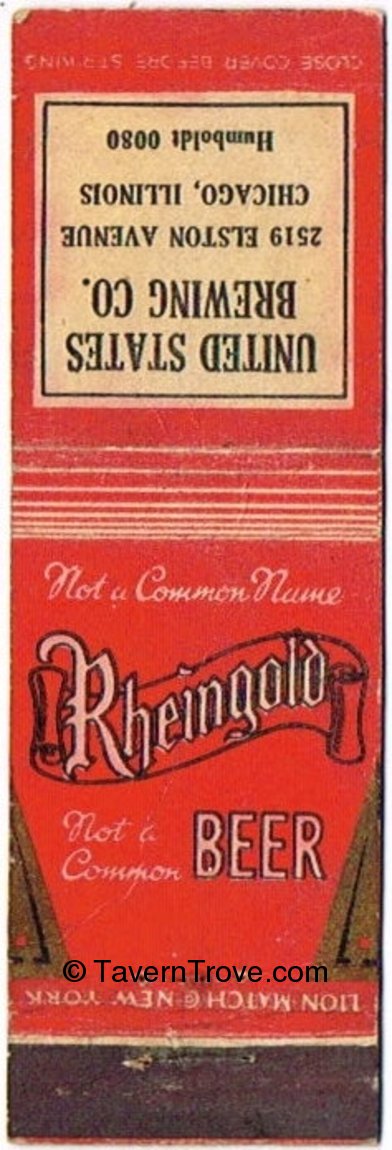 CLOSE COVER BEFORE STRIKING
UNITED STATES
BREWING CO.
2519 ELSTON AVENUE
CHICAGO, ILLINOIS
Humboldt 0080
Not a Common Name
Rheingold
Not a
Common BEER
© TavernTrove.com
LION MATCH © NEW YORK